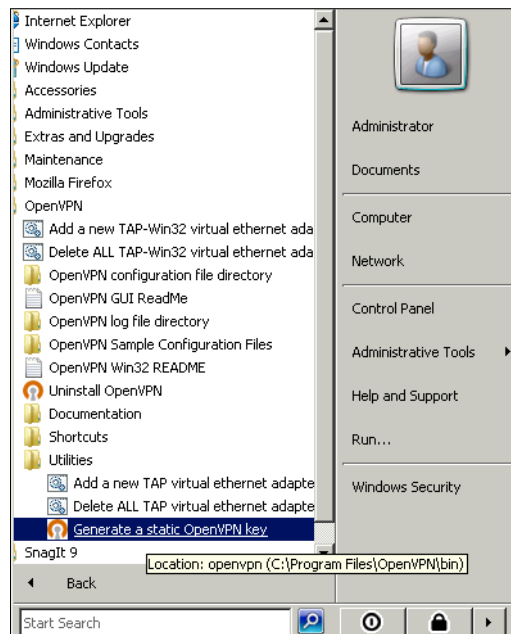 Internet Explorer
Windows Contacts
Windows Update
Accessories
Administrative Tools
Extras and Upgrades
Maintenance
Mozilla Firefox
OpenVPN
Add a new TAP-Win32 virtual ethernet ada
Delete ALL TAP-Win32 virtual ethernet ada
OpenVPN configuration file directory
OpenVPN GUI ReadMe
OpenVPN log file directory
OpenVPN Sample Configuration Files
OpenVPN Win32 README
Uninstall OpenVPN
Documentation
Shortcuts
Utilities
Add a new TAP virtual ethernet adapte
Delete ALL TAP virtual ethernet adapte
Generate a static OpenVPN key
SnagIt 9
Location: openvpn (C:\Program Files\OpenVPN\bin)
Back
Start Search
Administrator
Documents
Computer
Network
Control Panel
Administrative Tools
Help and Support
Run...
Windows Security